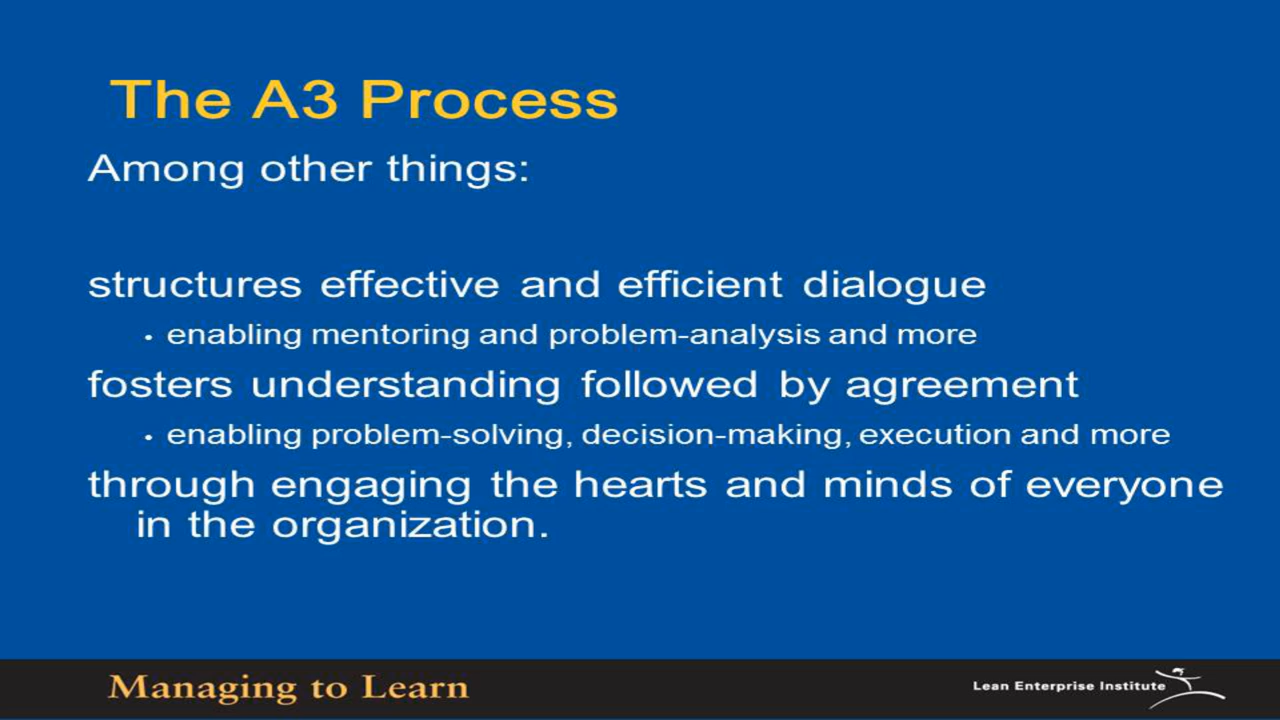 The A3 Process
Among other things:
structures effective and efficient dialogue
• enabling mentoring and problem-analysis and more
fosters understanding followed by agreement
• enabling problem-solving, decision-making, execution and more
through engaging the hearts and minds of everyone
in the organization.
Managing to Learn
Lean Enterprise Institute